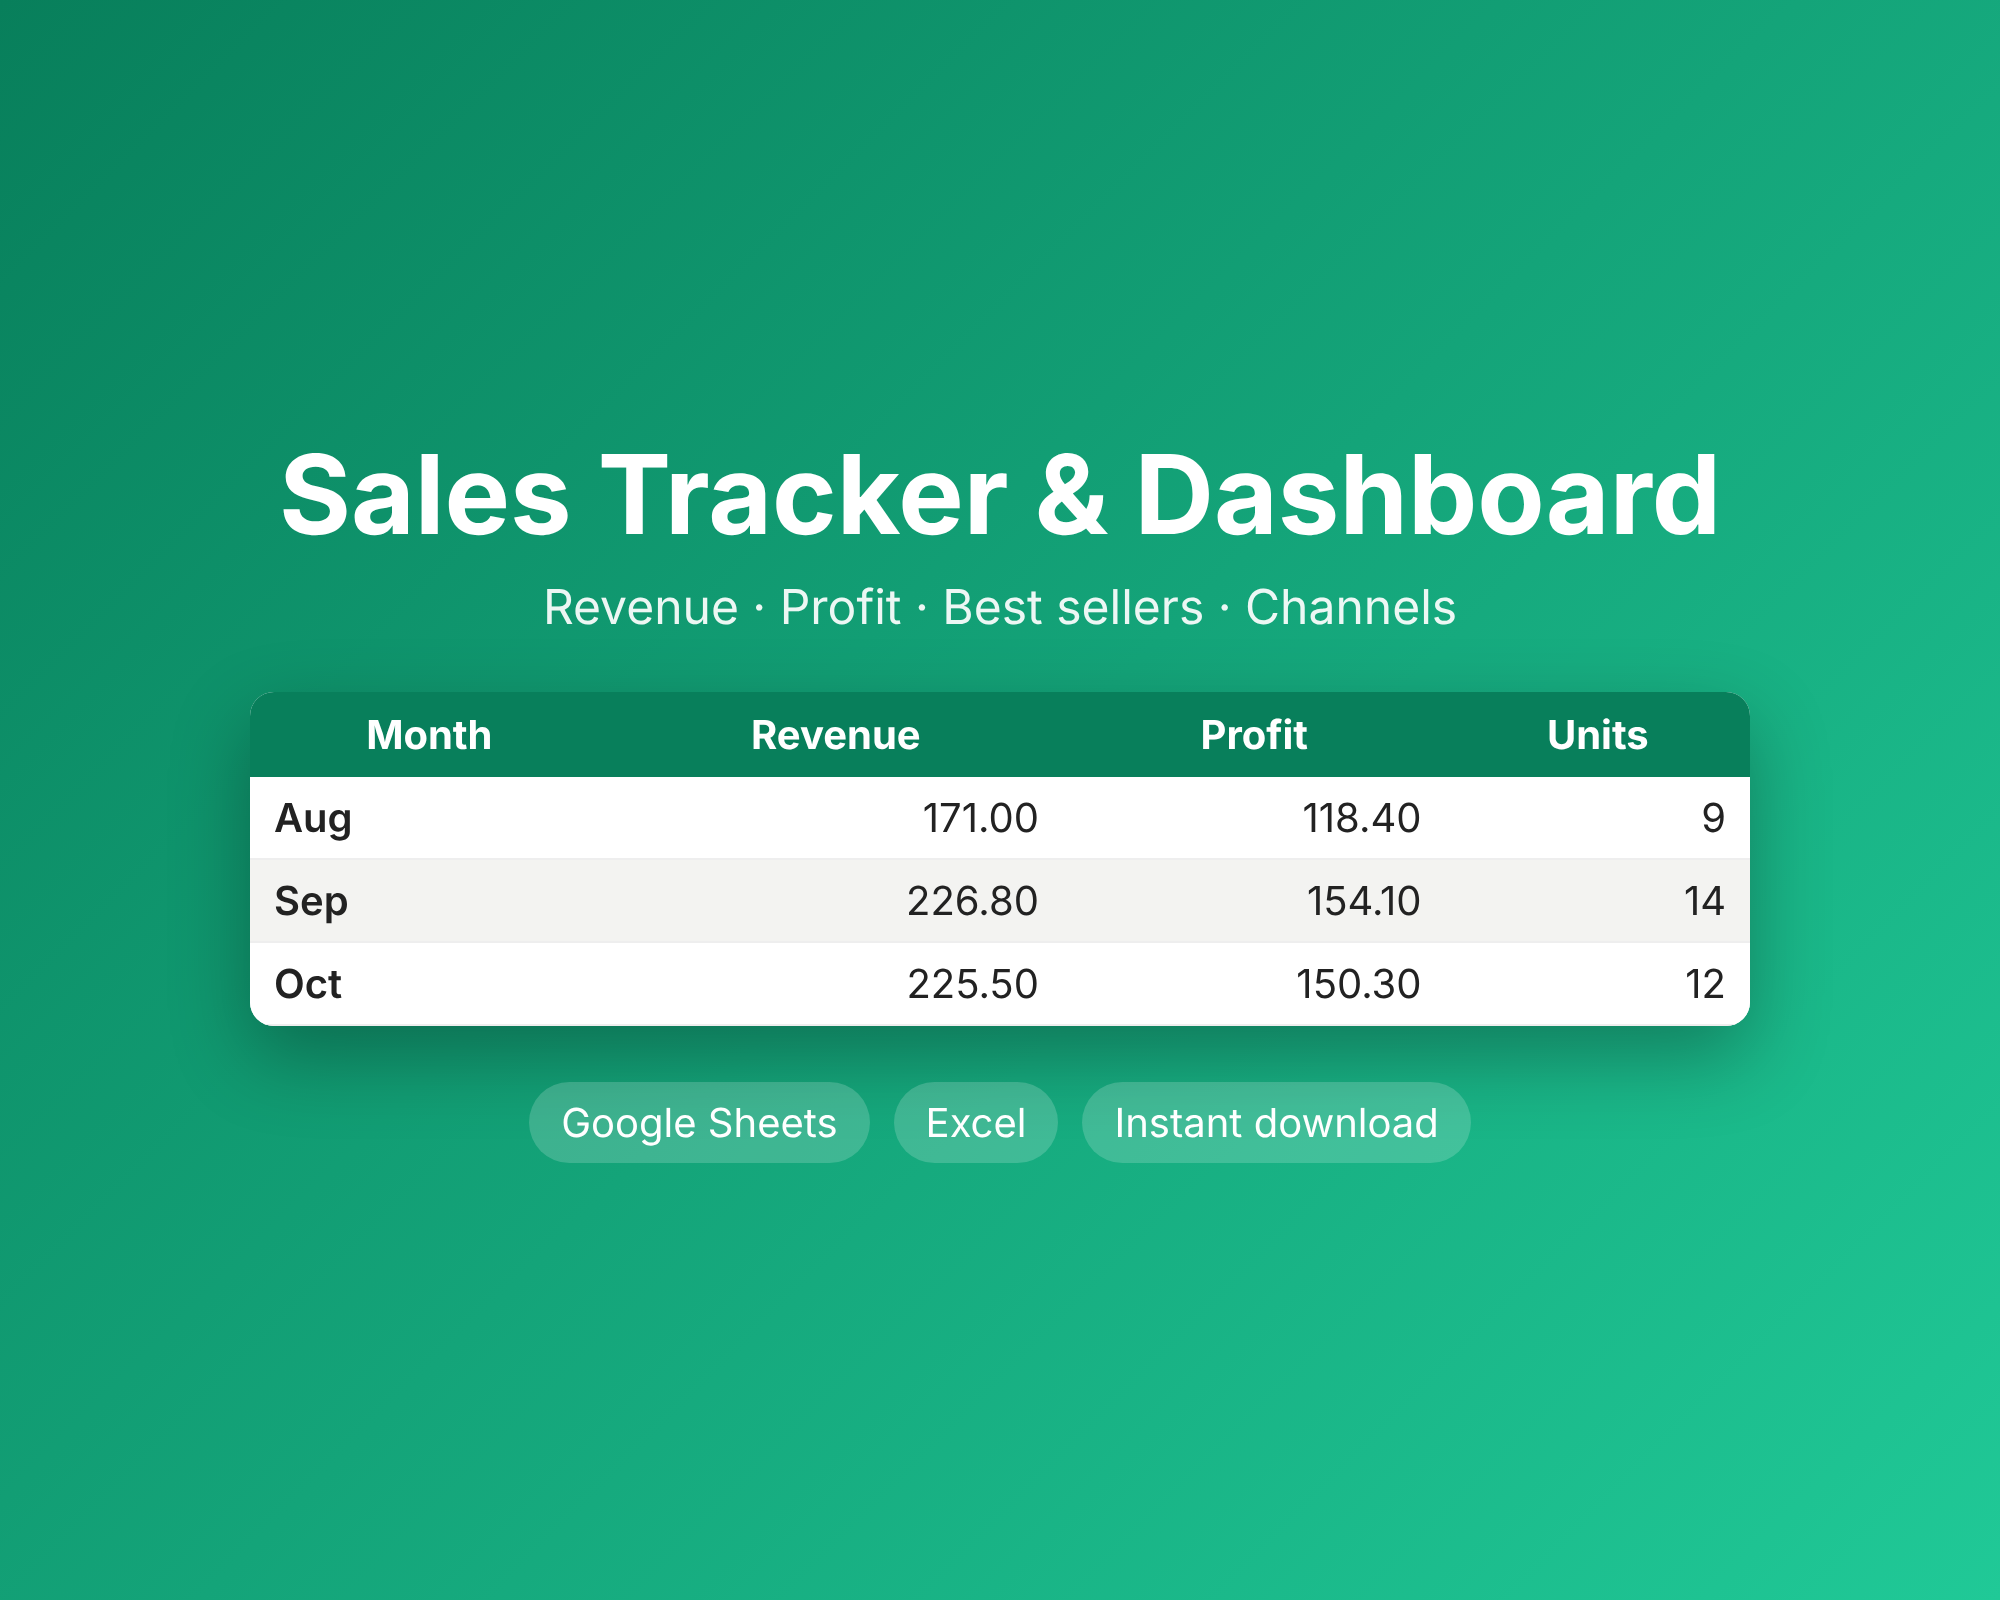 Sales Tracker & Dashboard
Revenue · Profit · Best sellers · Channels
Month Revenue Profit Units
Aug 171.00 118.40 9
Sep 226.80 154.10 14
Oct 225.50 150.30 12
Google Sheets Excel Instant download